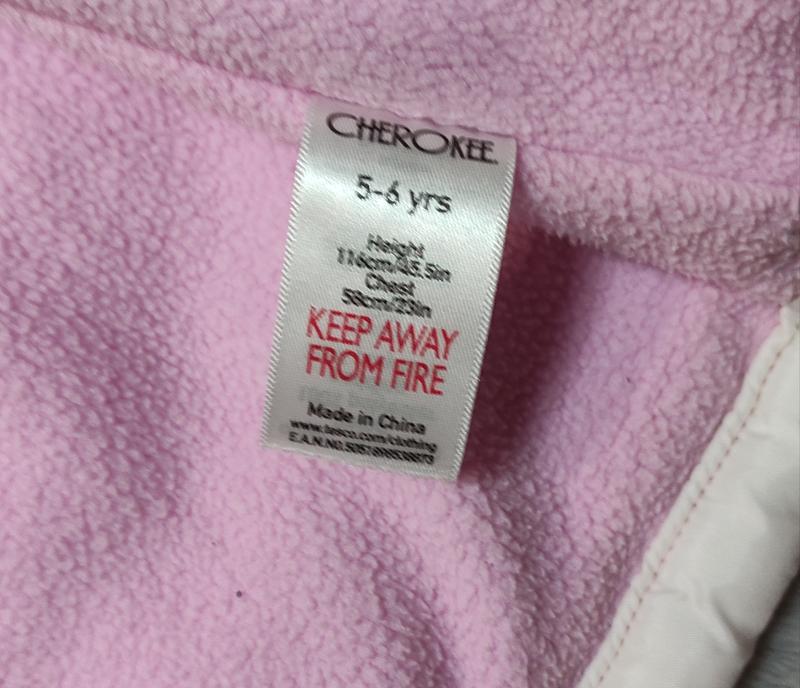 CHEROKEE
5-6 yrs
Height
116cm/45.5in
Chest
58cm/23in
KEEP AWAY
FROM FIRE
Made in China
www.tesco.com/clothing
E.A.N.NO.